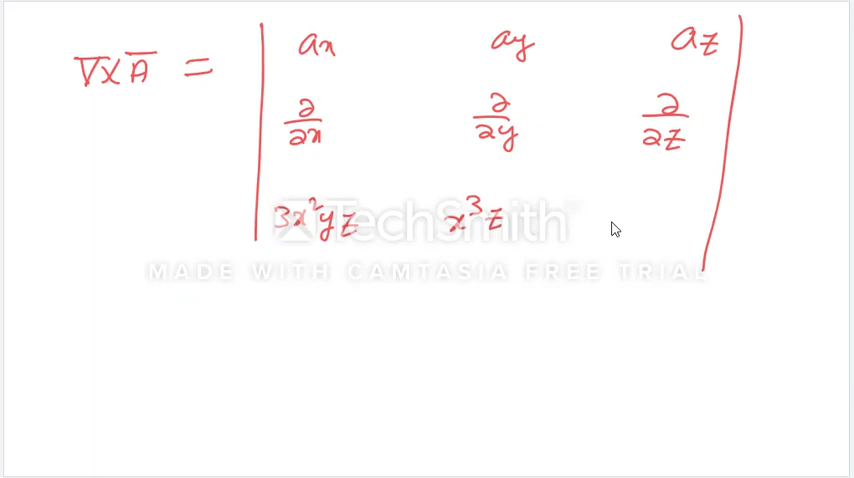 ∇ × A̅ = | ax ay az |
| ∂/∂x ∂/∂y ∂/∂z |
| 3x²yz x³z |
TechSmith
MADE WITH CAMTASIA FREE TRIAL